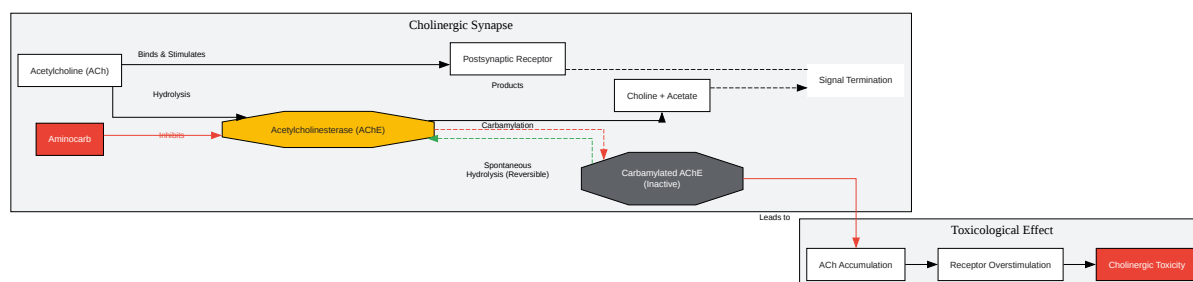 Cholinergic Synapse
Binds & Stimulates
Postsynaptic Receptor
Acetylcholine (ACh)
Signal Termination
Products
Hydrolysis
Choline + Acetate
Carbamylation
Acetylcholinesterase (AChE)
Aminocarb
Inhibits
Spontaneous
Hydrolysis (Reversible)
Carbamylated AChE
(Inactive)
Leads to
Toxicological Effect
ACh Accumulation
Receptor Overstimulation
Cholinergic Toxicity